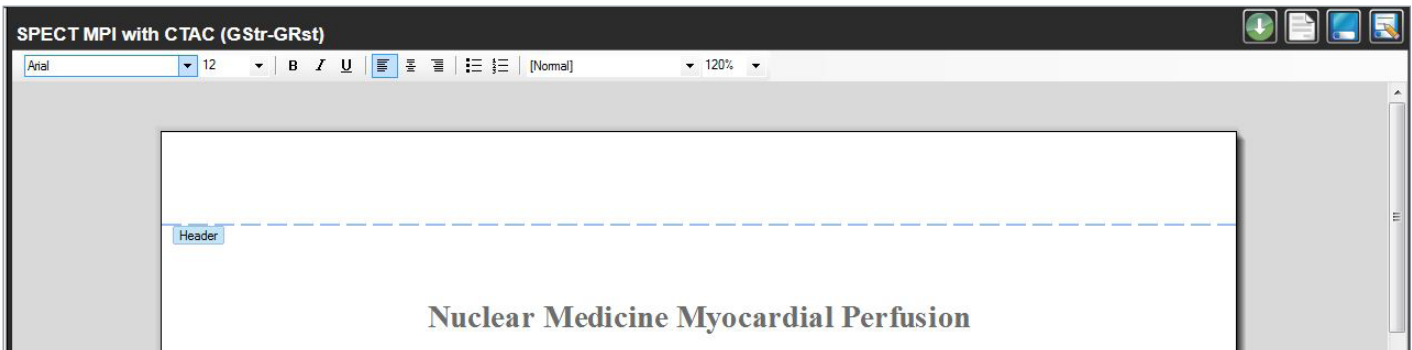 SPECT MPI with CTAC (GStr-GRst)
Arial 12 B I U [Normal] 120%
Header
Nuclear Medicine Myocardial Perfusion